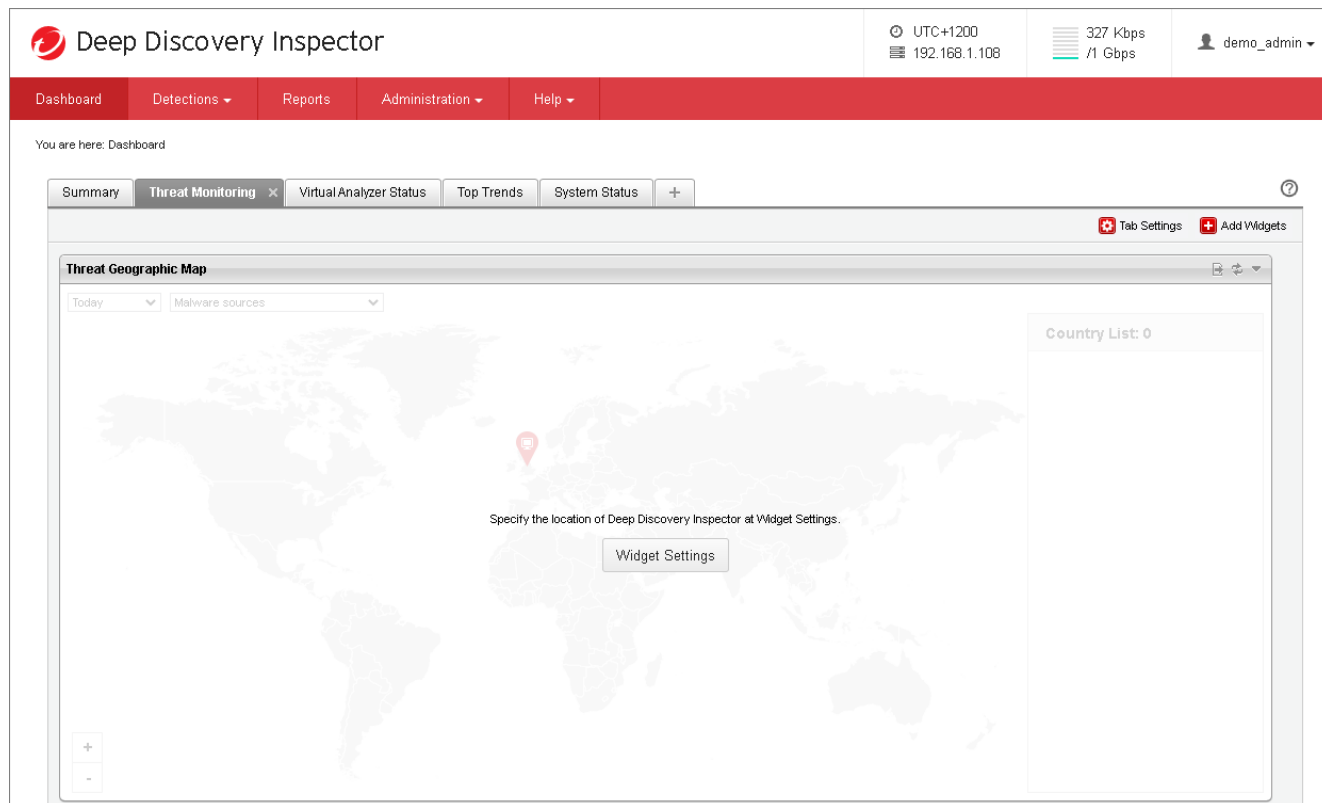 Deep Discovery Inspector
UTC+1200
192.168.1.108
327 Kbps
/1 Gbps
demo_admin
Dashboard Detections Reports Administration Help
You are here: Dashboard
Summary Threat Monitoring Virtual Analyzer Status Top Trends System Status +
Tab Settings Add Widgets
Threat Geographic Map
Today Malware sources
Country List: 0
Specify the location of Deep Discovery Inspector at Widget Settings.
Widget Settings
+
-